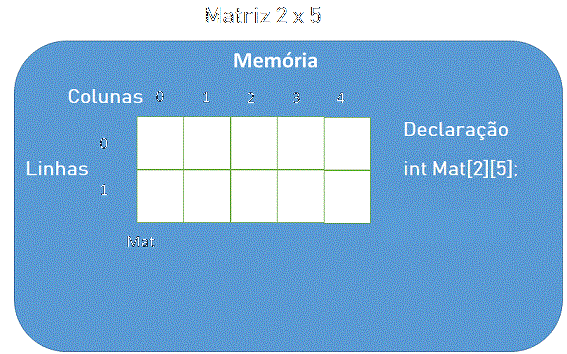 Matriz 2 x 5
Memória
Colunas 0 1 2 3 4
Declaração
0
Linhas
int Mat[2][5];
1
Mat